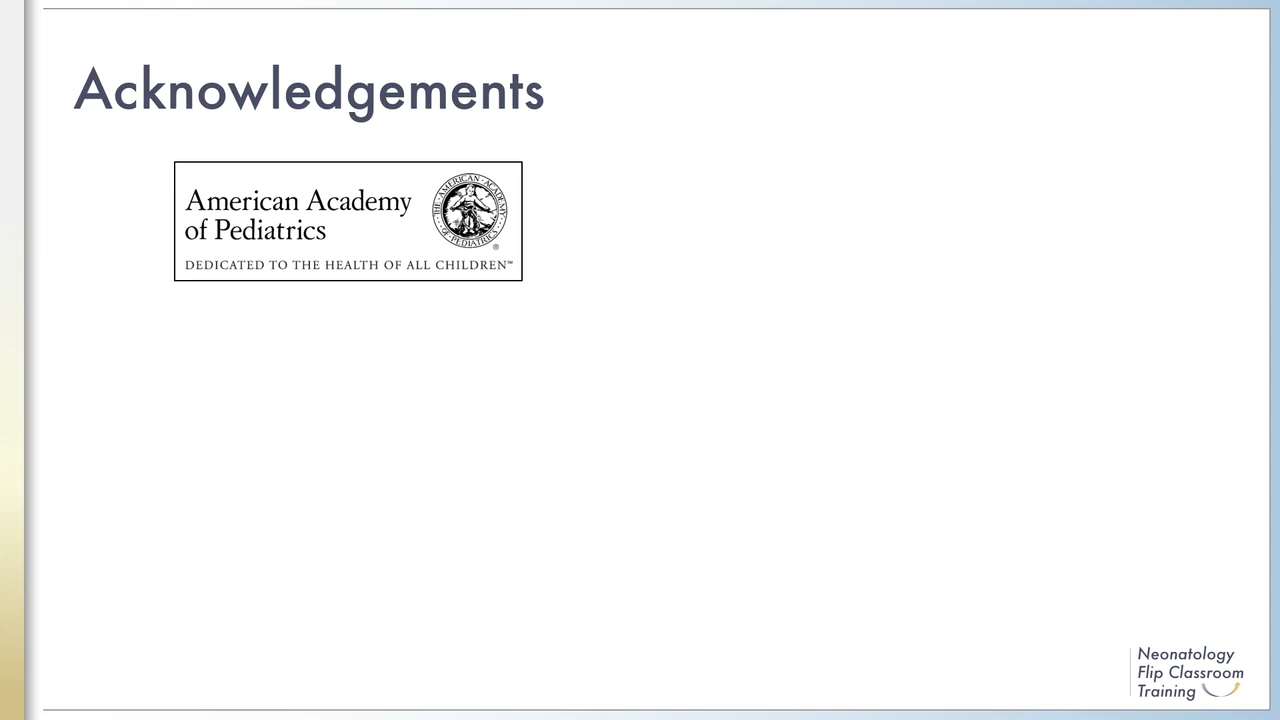 Acknowledgements
American Academy
of Pediatrics
THE AMERICAN · ACADEMY
· OF · PEDIATRICS ·
®
DEDICATED TO THE HEALTH OF ALL CHILDREN™
Neonatology
Flip Classroom
Training